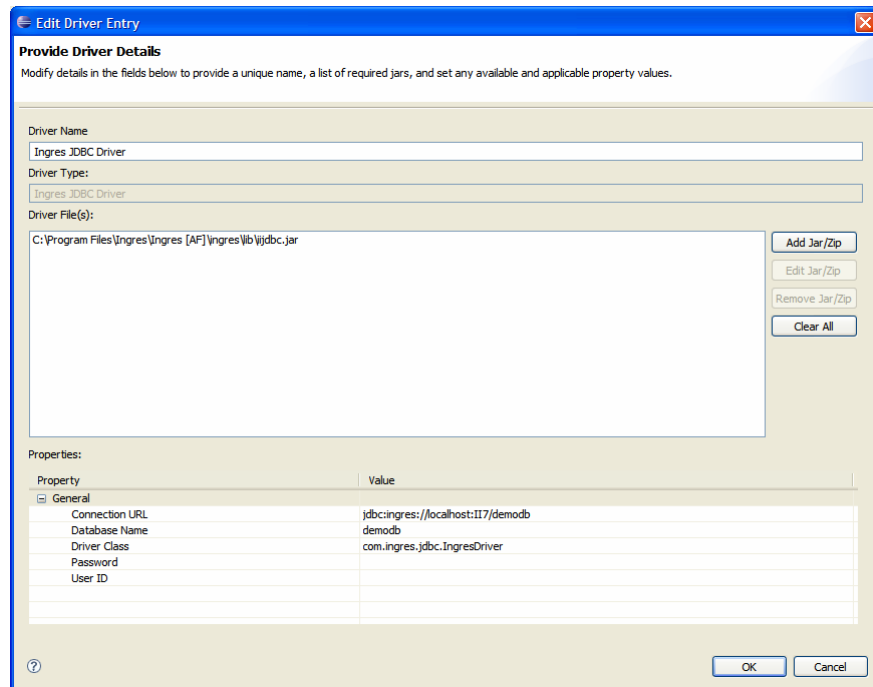 Edit Driver Entry
Provide Driver Details
Modify details in the fields below to provide a unique name, a list of required jars, and set any available and applicable property values.
Driver Name
Ingres JDBC Driver
Driver Type:
Ingres JDBC Driver
Driver File(s):
C:\Program Files\Ingres\Ingres [AF]\ingres\lib\iijdbc.jar
Add Jar/Zip
Edit Jar/Zip
Remove Jar/Zip
Clear All
Properties:
Property Value
General
Connection URL jdbc:ingres://localhost:II7/demodb
Database Name demodb
Driver Class com.ingres.jdbc.IngresDriver
Password
User ID
? OK Cancel